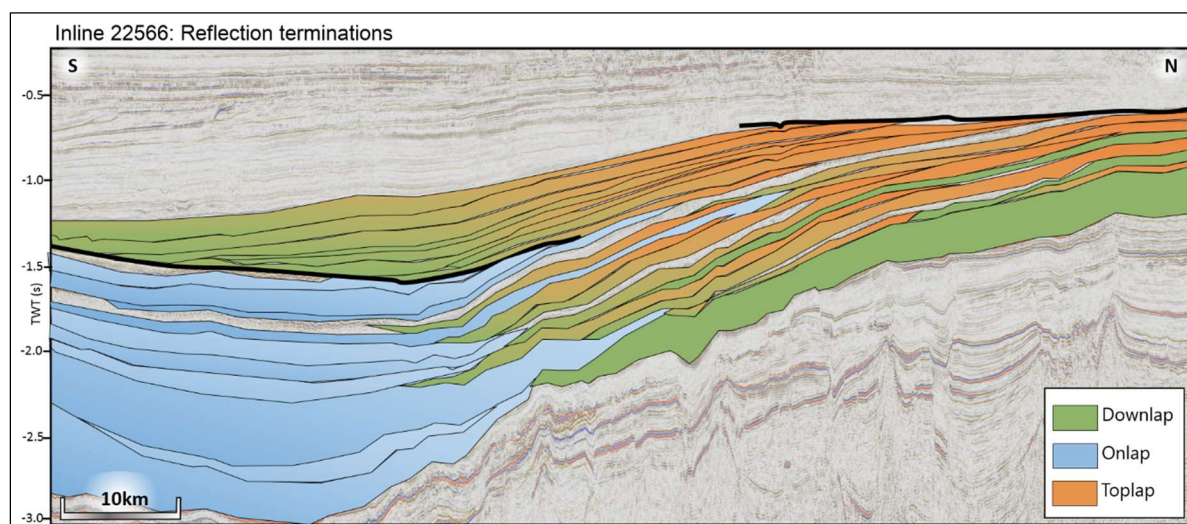 Inline 22566: Reflection terminations
S
N
-0.5
-1.0
-1.5
TWT (s)
-2.0
-2.5
-3.0
10km
Downlap
Onlap
Toplap